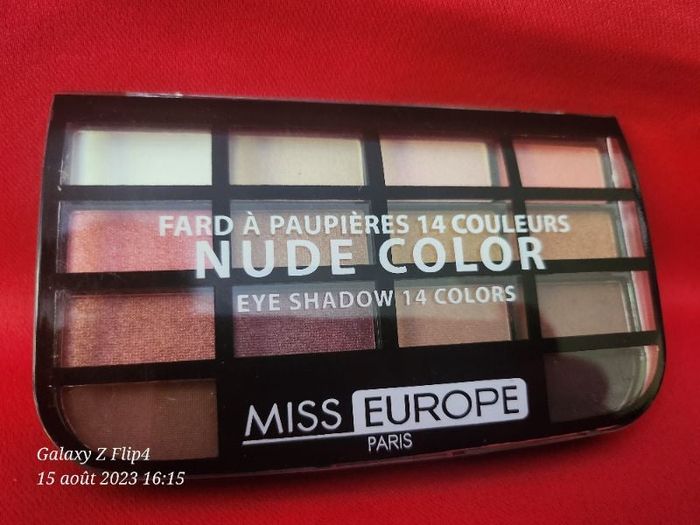 FARD À PAUPIÈRES 14 COULEURS
NUDE COLOR
EYE SHADOW 14 COLORS
MISS EUROPE
PARIS
Galaxy Z Flip4
15 août 2023 16:15